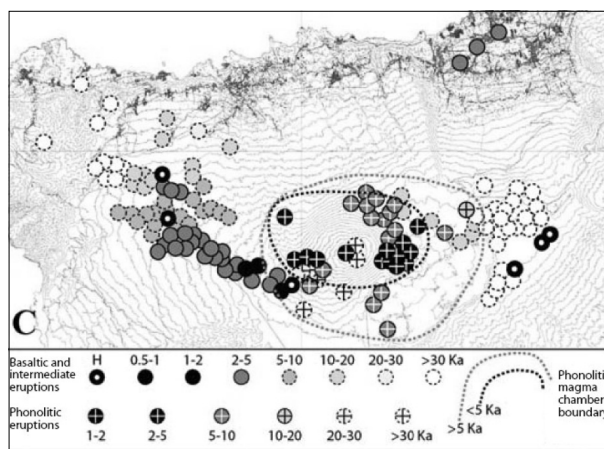 C
Basaltic and
intermediate
eruptions
H 0.5-1 1-2 2-5 5-10 10-20 20-30 >30 Ka
Phonolitic
eruptions
1-2 2-5 5-10 10-20 20-30 >30 Ka
<5 Ka
>5 Ka
Phonolitic
magma
chamber
boundary